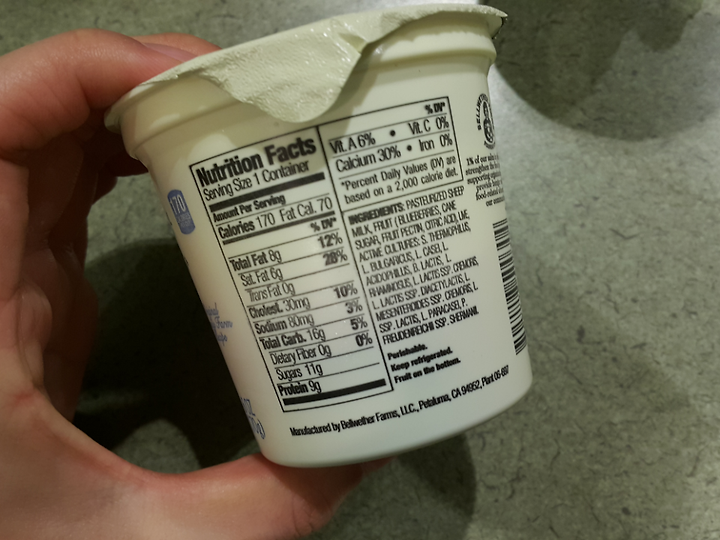 Nutrition Facts
Serving Size 1 Container
Amount Per Serving
Calories 170 Fat Cal. 70
% DV*
Total Fat 8g 12%
Sat. Fat 6g 28%
Trans Fat 0g
Cholest. 30mg 10%
Sodium 80mg 3%
Total Carb. 16g 5%
Dietary Fiber 0g 0%
Sugars 11g
Protein 9g
% DV*
Vit. A 6% • Vit. C 0%
Calcium 30% • Iron 0%
*Percent Daily Values (DV) are
based on a 2,000 calorie diet.
INGREDIENTS: PASTEURIZED SHEEP
MILK, FRUIT ( BLUEBERRIES, CANE
SUGAR, FRUIT PECTIN, CITRIC ACID, LIVE
ACTIVE CULTURES: S. THERMOPHILUS,
L. BULGARICUS, L. CASEI, L.
ACIDOPHILUS, B. LACTIS, L.
RHAMNOSUS, L. LACTIS SSP. CREMORIS,
L. LACTIS SSP. DIACETYLACTIS, L.
MESENTEROIDES SSP. CREMORIS, L.
SSP. LACTIS, L. PARACASEI, P.
FREUDENREICHII SSP. SHERMANII.
Perishable.
Keep refrigerated.
Fruit on the bottom.
Manufactured by Bellwether Farms, LLC., Petaluma, CA 94952, Plant 06-697
170
1% of our